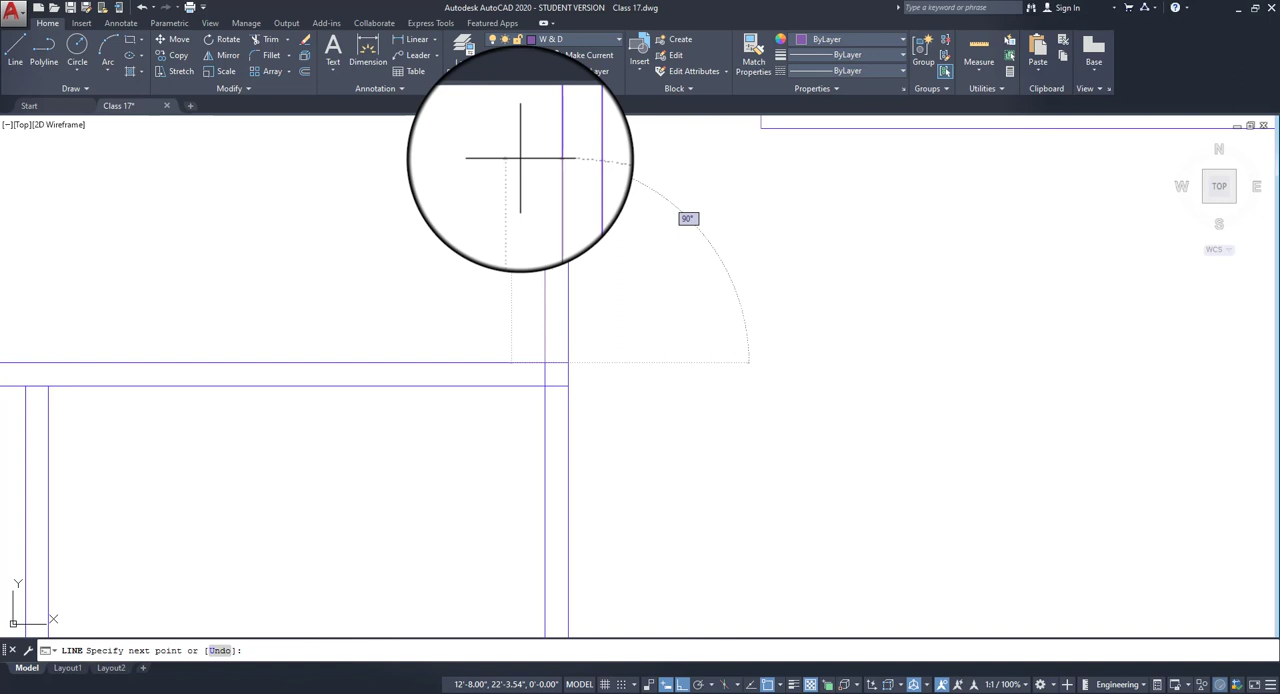 Autodesk AutoCAD 2020 - STUDENT VERSION Class 17.dwg
Type a keyword or phrase
Sign In
Home Insert Annotate Parametric View Manage Output Add-ins Collaborate Express Tools Featured Apps
Line Polyline Circle Arc
Move Rotate Trim
Copy Mirror Fillet
Stretch Scale Array
Text Dimension
Linear
Leader
Table
W & D
Make Current
Insert
Create
Edit
Edit Attributes
Match Properties
ByLayer
ByLayer
ByLayer
Group
Measure
Paste
Base
Draw Modify Annotation Block Properties Groups Utilities Clipboard View
Start Class 17*
[−][Top][2D Wireframe]
N
W TOP E
S
WCS
90°
Y
X
LINE Specify next point or [Undo]:
Model Layout1 Layout2
12'-8.00", 22'-3.54", 0'-0.00" MODEL
1:1 / 100%
Engineering